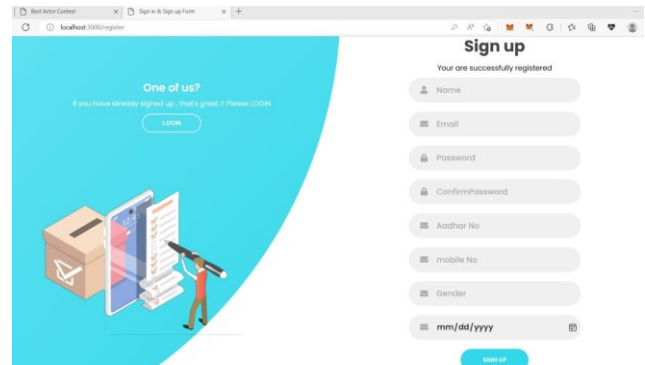 Best Actor Contest
Sign in & Sign up Form
localhost:3000/register
One of us?
If you have already signed up , that's great !! Please LOGIN
LOGIN
Sign up
Your are successfully registered
Name
Email
Password
ConfirmPassword
Aadhar No
mobile No
Gender
mm/dd/yyyy
SIGN UP